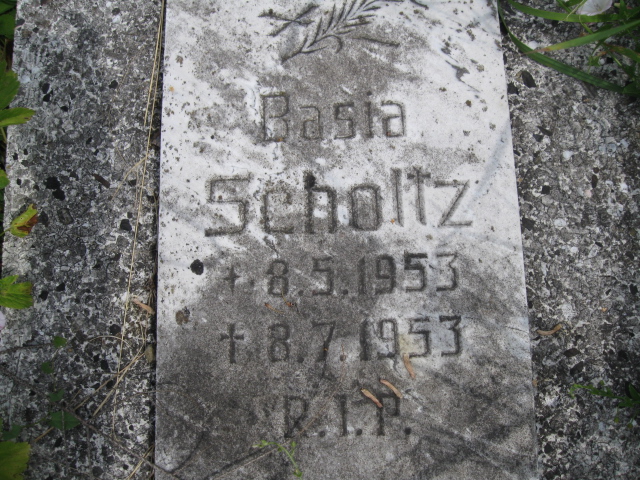 Basia
Scholtz
* 8.5.1953
† 8.7.1953
R.I.P.